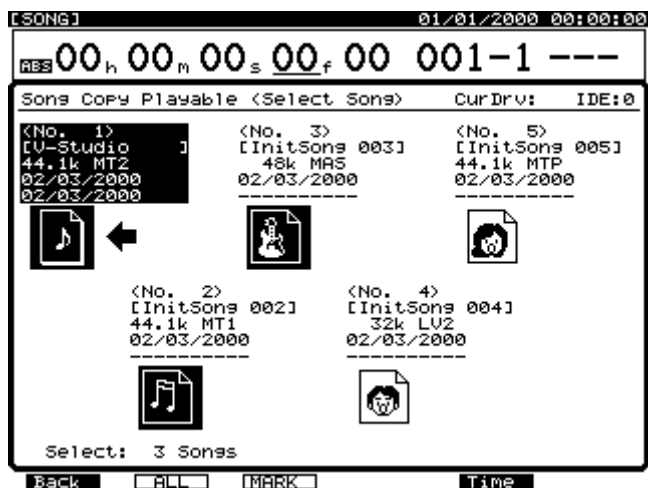 [SONG] 01/01/2000 00:00:00
ABS 00h 00m 00s 00f 00 001-1 ---
Song Copy Playable (Select Song) CurDrv: IDE:0
(No. 1)
[V-Studio ]
44.1k MT2
02/03/2000
02/03/2000
(No. 3)
[InitSong 003]
48k MAS
02/03/2000
----------
(No. 5)
[InitSong 005]
44.1k MTP
02/03/2000
----------
(No. 2)
[InitSong 002]
44.1k MT1
02/03/2000
----------
(No. 4)
[InitSong 004]
32k LV2
02/03/2000
----------
Select: 3 Songs
Back ALL MARK Time